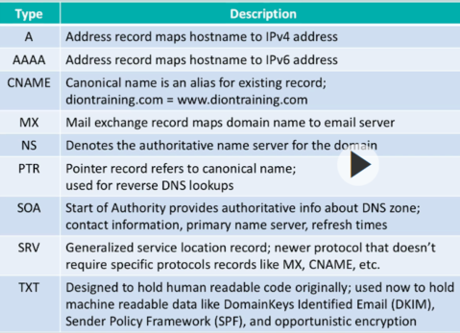 Type Description
A Address record maps hostname to IPv4 address
AAAA Address record maps hostname to IPv6 address
CNAME Canonical name is an alias for existing record;
diontraining.com = www.diontraining.com
MX Mail exchange record maps domain name to email server
NS Denotes the authoritative name server for the domain
PTR Pointer record refers to canonical name;
used for reverse DNS lookups
SOA Start of Authority provides authoritative info about DNS zone;
contact information, primary name server, refresh times
SRV Generalized service location record; newer protocol that doesn't
require specific protocols records like MX, CNAME, etc.
TXT Designed to hold human readable code originally; used now to hold
machine readable data like DomainKeys Identified Email (DKIM),
Sender Policy Framework (SPF), and opportunistic encryption